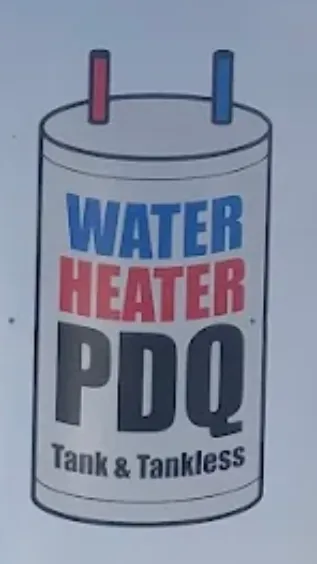 WATER
HEATER
PDQ
Tank & Tankless